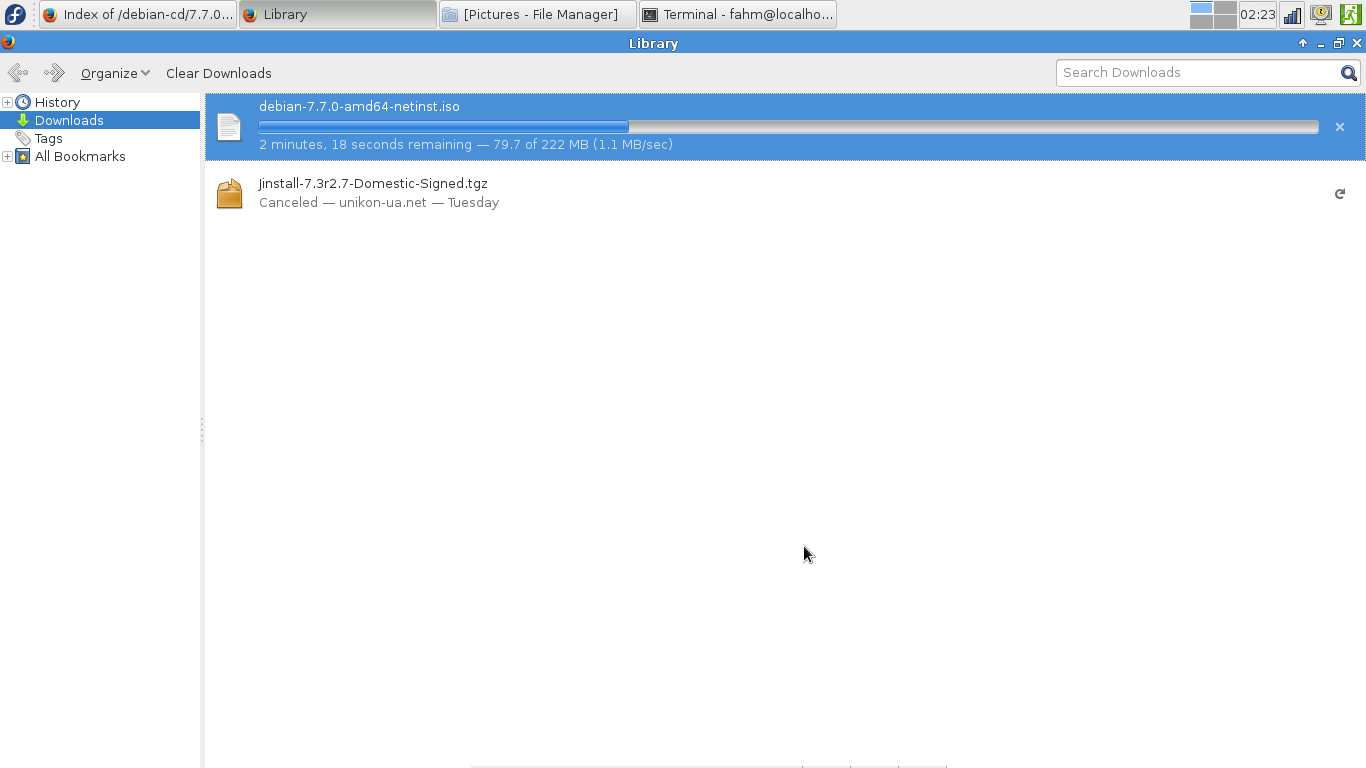 Index of /debian-cd/7.7.0... Library [Pictures - File Manager] Terminal - fahm@localho... 02:23
Library
Organize Clear Downloads Search Downloads
History
Downloads
Tags
All Bookmarks
debian-7.7.0-amd64-netinst.iso
2 minutes, 18 seconds remaining — 79.7 of 222 MB (1.1 MB/sec)
Jinstall-7.3r2.7-Domestic-Signed.tgz
Canceled — unikon-ua.net — Tuesday